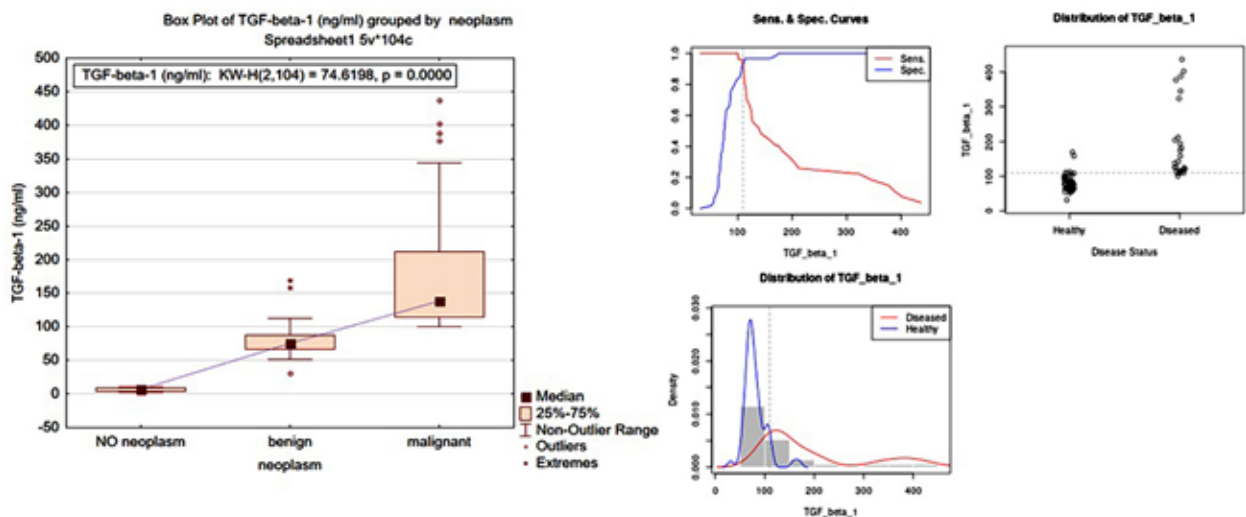 Box Plot of TGF-beta-1 (ng/ml) grouped by neoplasm
Spreadsheet1 5v*104c
TGF-beta-1 (ng/ml): KW-H(2,104) = 74.6198, p = 0.0000
TGF-beta-1 (ng/ml)
500
450
400
350
300
250
200
150
100
50
0
-50
NO neoplasm benign malignant
neoplasm
Median
25%-75%
Non-Outlier Range
Outliers
Extremes
Sens. & Spec. Curves
Sens.
Spec.
1.0
0.8
0.6
0.4
0.2
0.0
100 200 300 400
TGF_beta_1
Distribution of TGF_beta_1
TGF_beta_1
400
300
200
100
0
Healthy Diseased
Disease Status
Distribution of TGF_beta_1
Diseased
Healthy
Density
0.030
0.020
0.010
0.000
0 100 200 300 400
TGF_beta_1